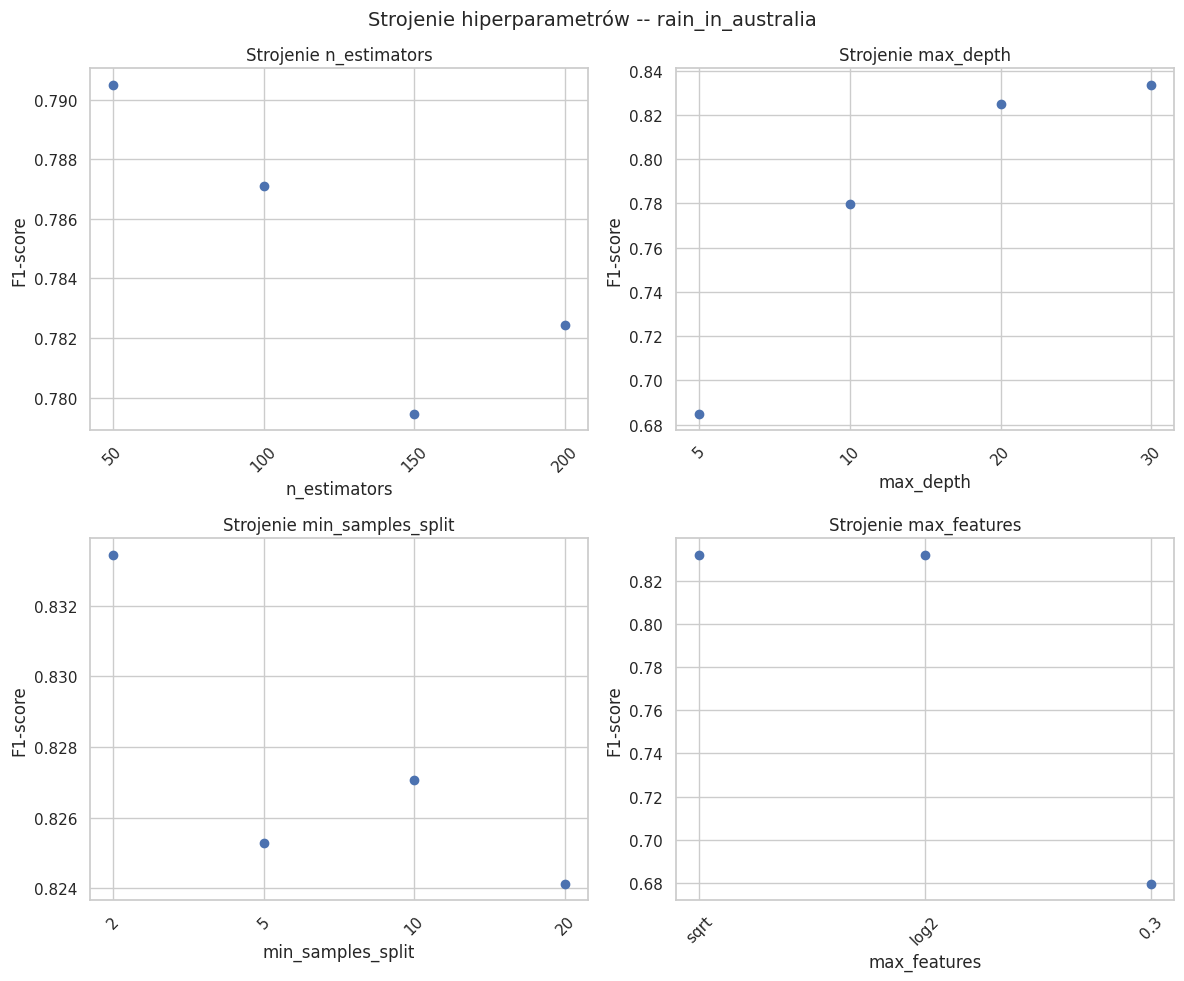 Strojenie hiperparametrów -- rain_in_australia
Strojenie n_estimators
0.790
0.788
0.786
0.784
0.782
0.780
F1-score
50
100
150
200
n_estimators
Strojenie max_depth
0.84
0.82
0.80
0.78
0.76
0.74
0.72
0.70
0.68
F1-score
5
10
20
30
max_depth
Strojenie min_samples_split
0.832
0.830
0.828
0.826
0.824
F1-score
2
5
10
20
min_samples_split
Strojenie max_features
0.82
0.80
0.78
0.76
0.74
0.72
0.70
0.68
F1-score
sqrt
log2
0.3
max_features